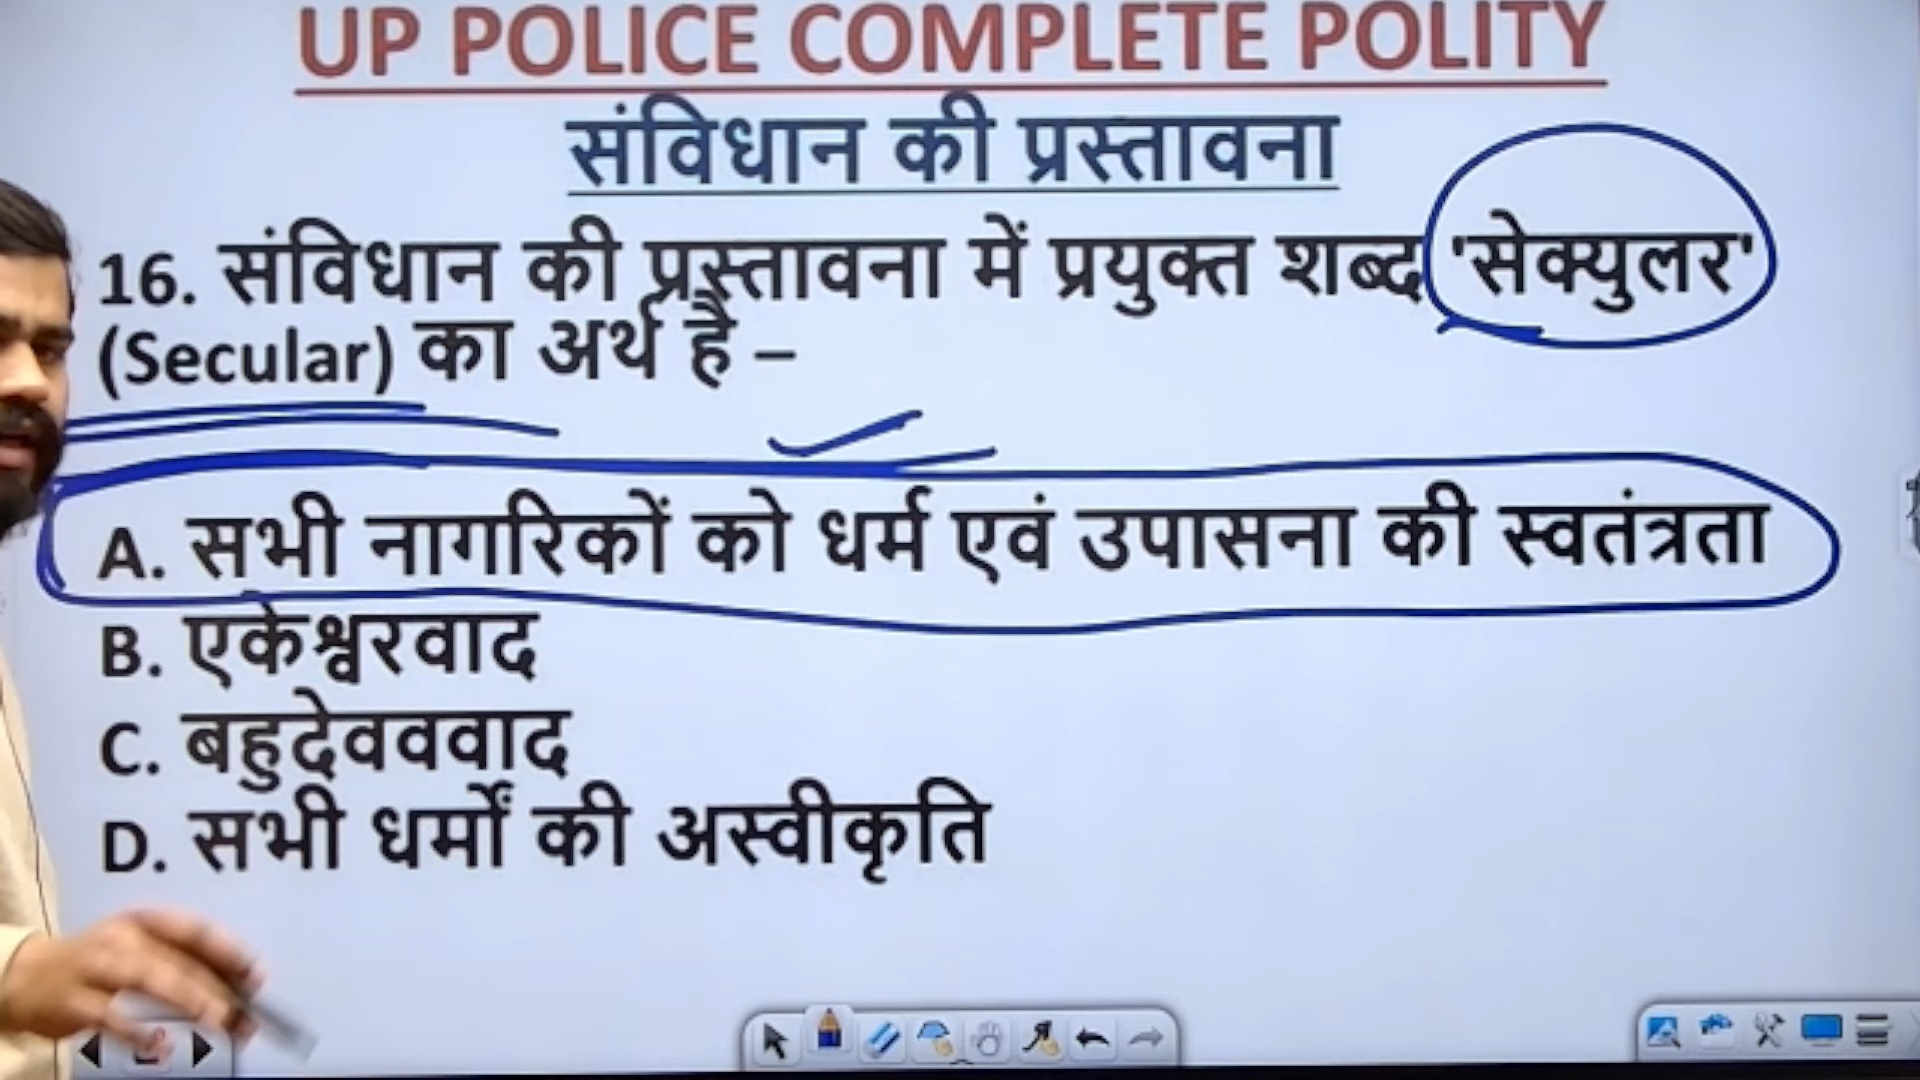 UP POLICE COMPLETE POLITY
संविधान की प्रस्तावना
16. संविधान की प्रस्तावना में प्रयुक्त शब्द 'सेक्युलर'
(Secular) का अर्थ है –
A. सभी नागरिकों को धर्म एवं उपासना की स्वतंत्रता
B. एकेश्वरवाद
C. बहुदेवववाद
D. सभी धर्मों की अस्वीकृति